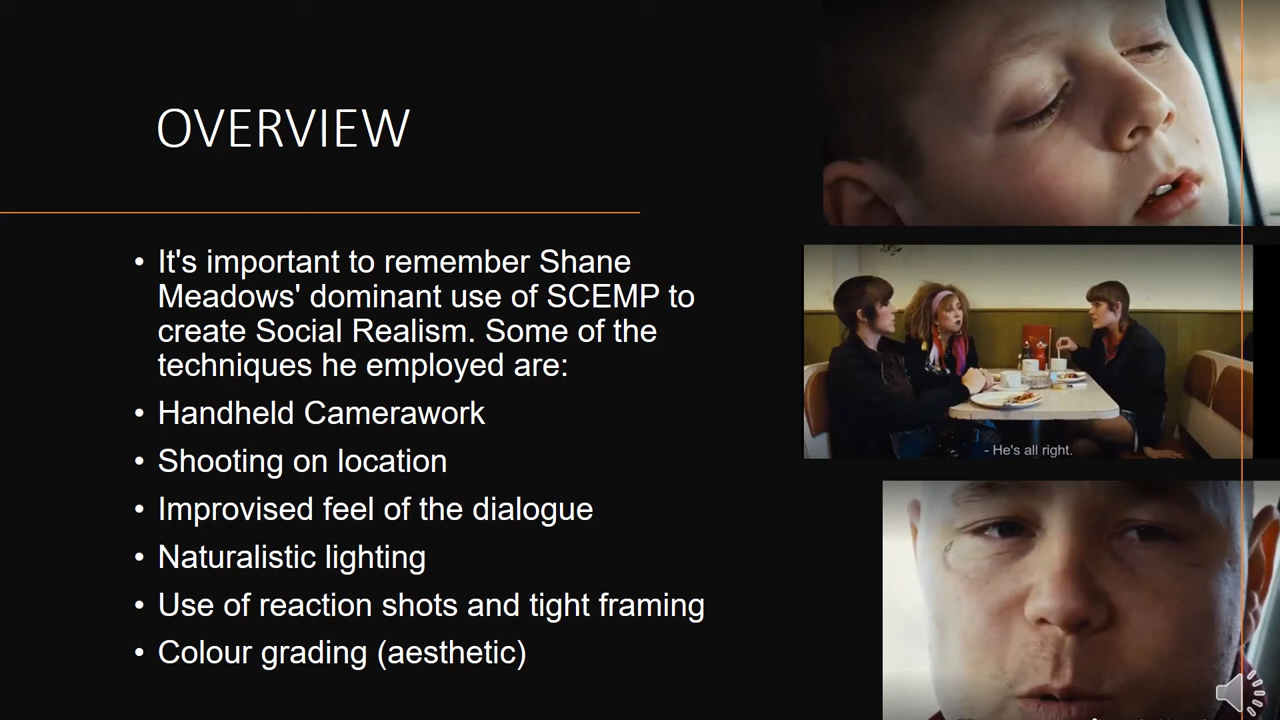 OVERVIEW
• It's important to remember Shane
Meadows' dominant use of SCEMP to
create Social Realism. Some of the
techniques he employed are:
• Handheld Camerawork
• Shooting on location
• Improvised feel of the dialogue
• Naturalistic lighting
• Use of reaction shots and tight framing
• Colour grading (aesthetic)
- He's all right.